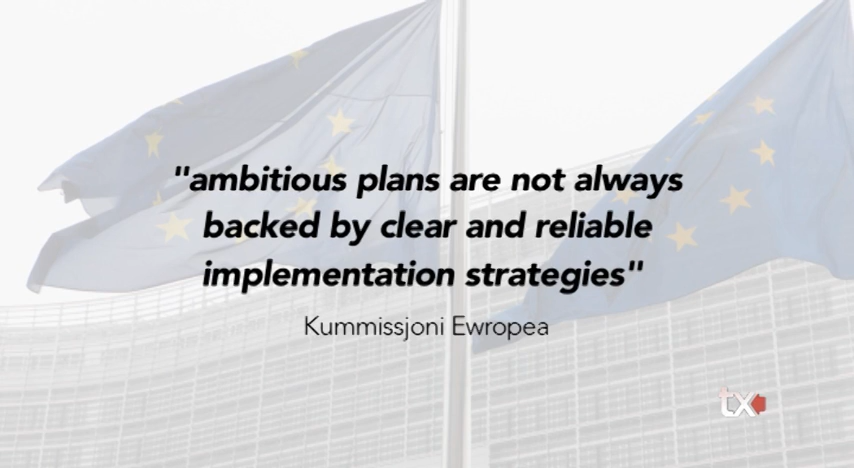 "ambitious plans are not always
backed by clear and reliable
implementation strategies"
Kummissjoni Ewropea
tx